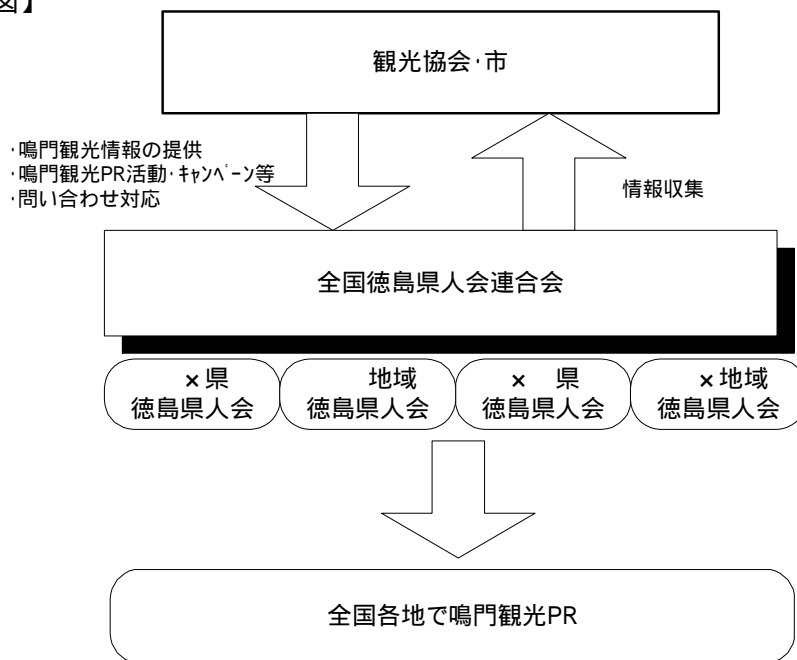 図】
観光協会・市
・鳴門観光情報の提供
・鳴門観光PR活動・ｷｬﾝﾍﾟｰﾝ等
・問い合わせ対応
情報収集
全国徳島県人会連合会
×県
徳島県人会
地域
徳島県人会
× 県
徳島県人会
×地域
徳島県人会
全国各地で鳴門観光PR